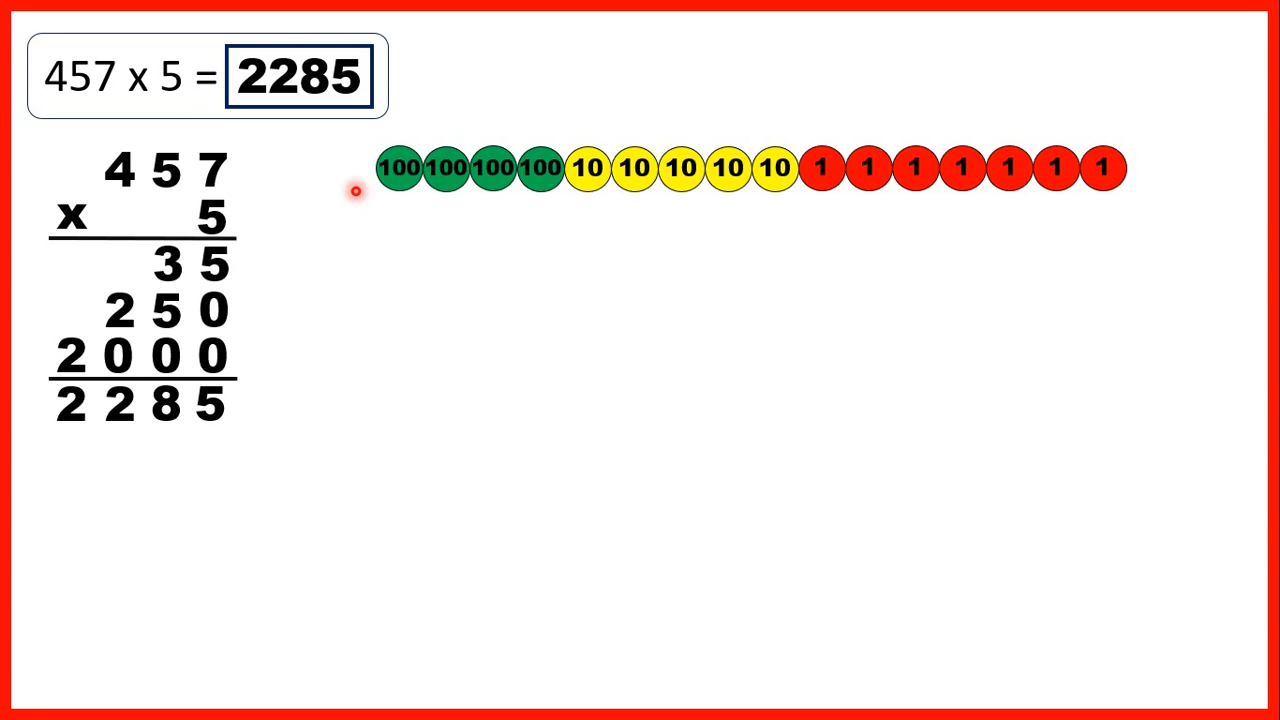 457 x 5 = 2285
100 100 100 100 10 10 10 10 10 1 1 1 1 1 1 1
4 5 7
x 5
3 5
2 5 0
2 0 0 0
2 2 8 5